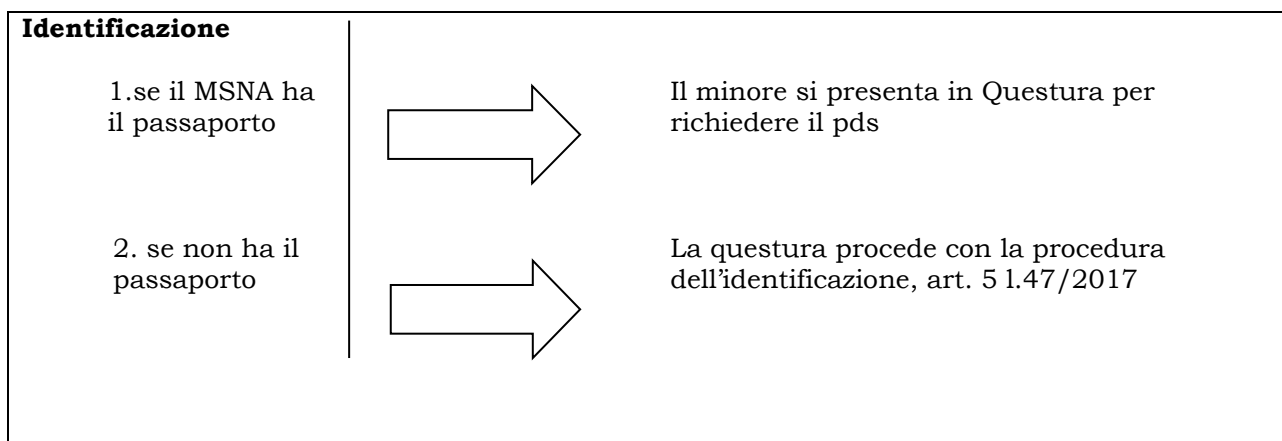 Identificazione
1.se il MSNA ha
il passaporto
Il minore si presenta in Questura per
richiedere il pds
2. se non ha il
passaporto
La questura procede con la procedura
dell'identificazione, art. 5 l.47/2017